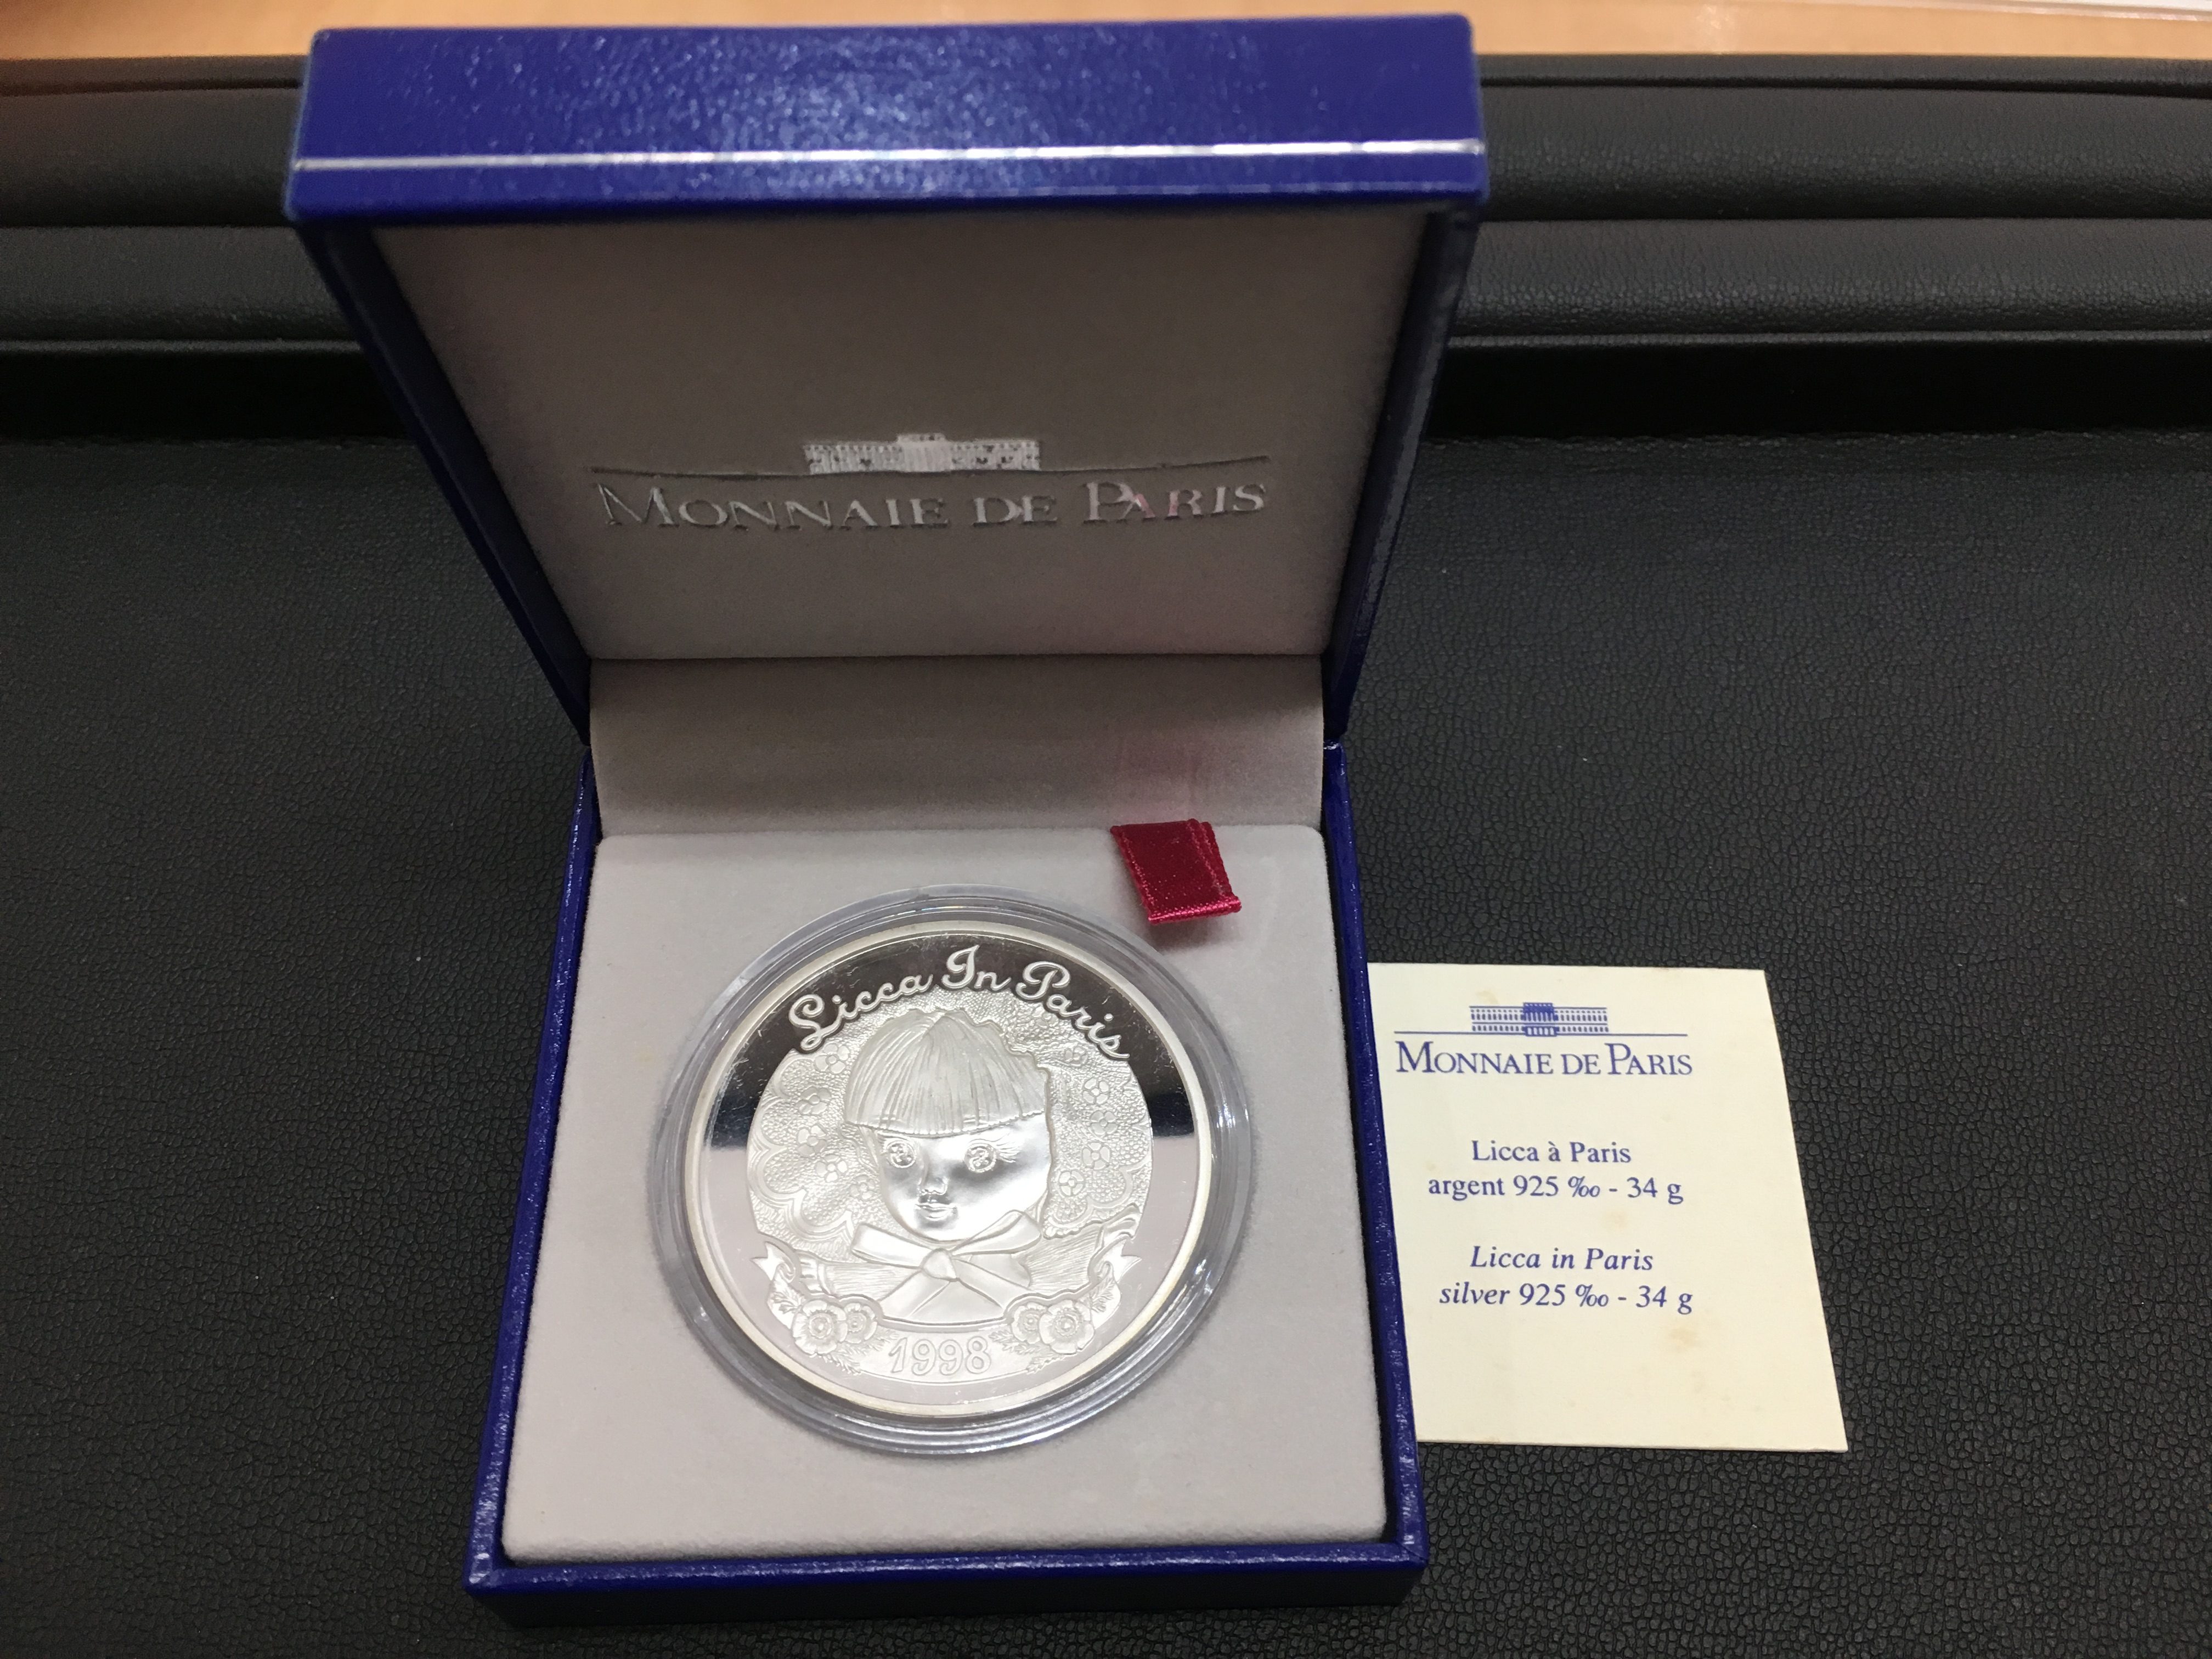 MONNAIE DE PARIS
Licca In Paris
1998
MONNAIE DE PARIS
Licca à Paris
argent 925 ‰ - 34 g
Licca in Paris
silver 925 ‰ - 34 g